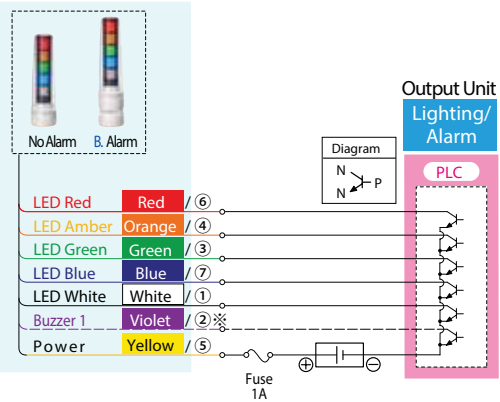 No Alarm B. Alarm
Output Unit
Lighting/
Alarm
Diagram
N
P
N
PLC
LED Red Red / ⑥
LED Amber Orange / ④
LED Green Green / ③
LED Blue Blue / ⑦
LED White White / ①
Buzzer 1 Violet / ②※
Power Yellow / ⑤
⊕ ⊖
Fuse
1A